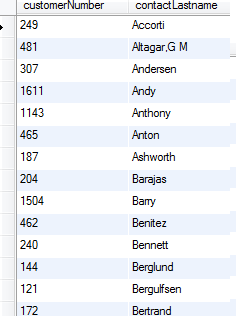 customerNumber contactLastname
249 Accorti
481 Altagar,G M
307 Andersen
1611 Andy
1143 Anthony
465 Anton
187 Ashworth
204 Barajas
1504 Barry
462 Benitez
240 Bennett
144 Berglund
121 Bergulfsen
172 Bertrand